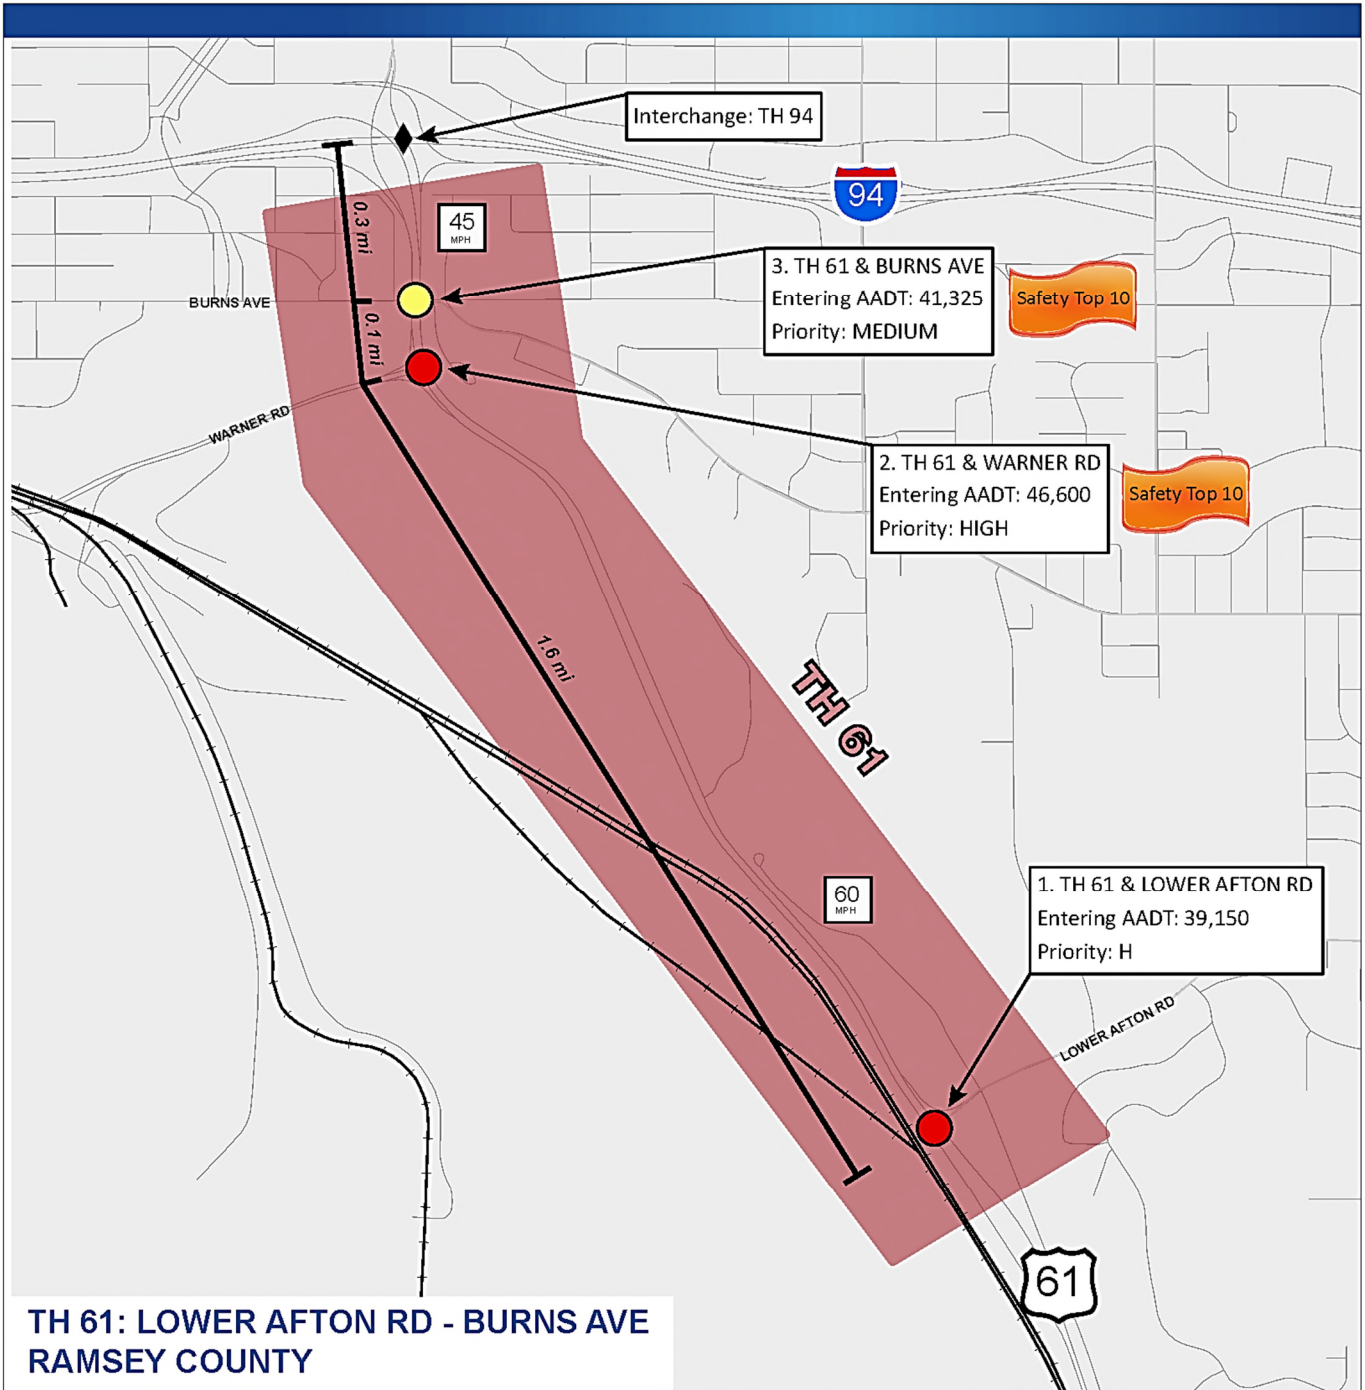 Interchange: TH 94
94
0.3 mi
45
MPH
3. TH 61 & BURNS AVE
Entering AADT: 41,325
Priority: MEDIUM
Safety Top 10
BURNS AVE
0.1 mi
WARNER RD
2. TH 61 & WARNER RD
Entering AADT: 46,600
Priority: HIGH
Safety Top 10
1.6 mi
TH 61
60
MPH
1. TH 61 & LOWER AFTON RD
Entering AADT: 39,150
Priority: H
LOWER AFTON RD
61
TH 61: LOWER AFTON RD - BURNS AVE
RAMSEY COUNTY